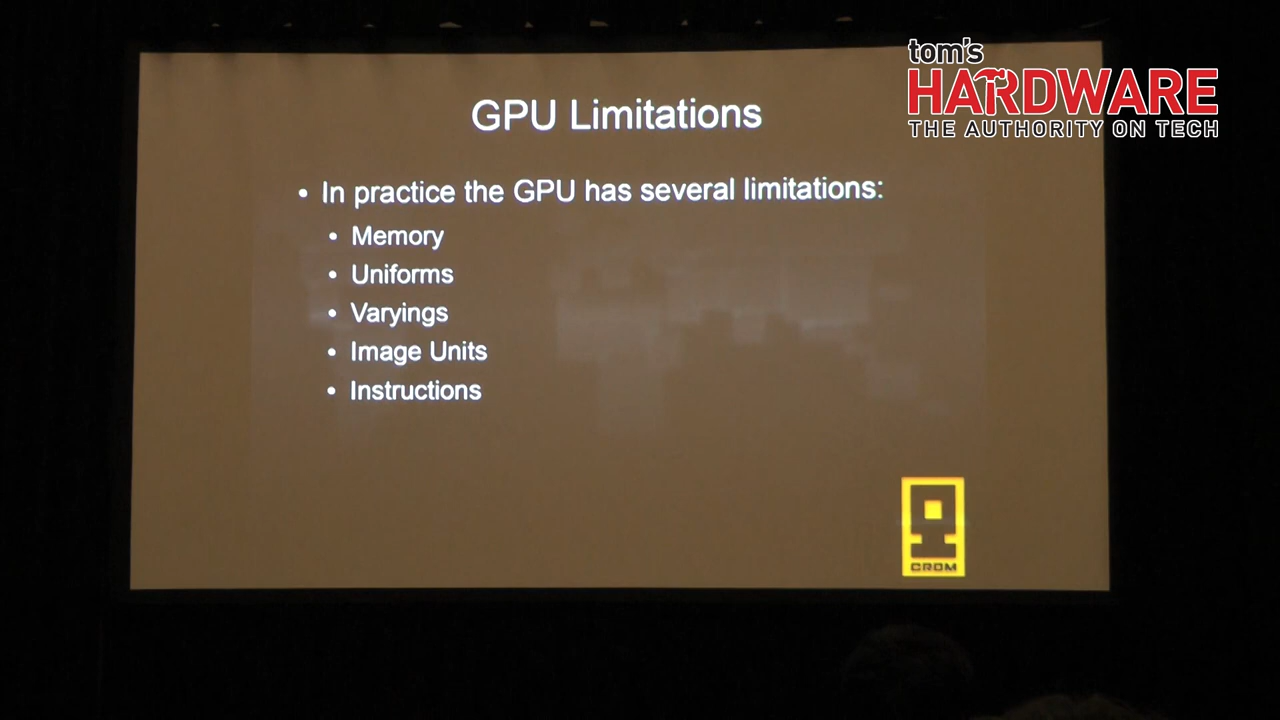 tom's
HARDWARE
THE AUTHORITY ON TECH
GPU Limitations
• In practice the GPU has several limitations:
• Memory
• Uniforms
• Varyings
• Image Units
• Instructions
CROM